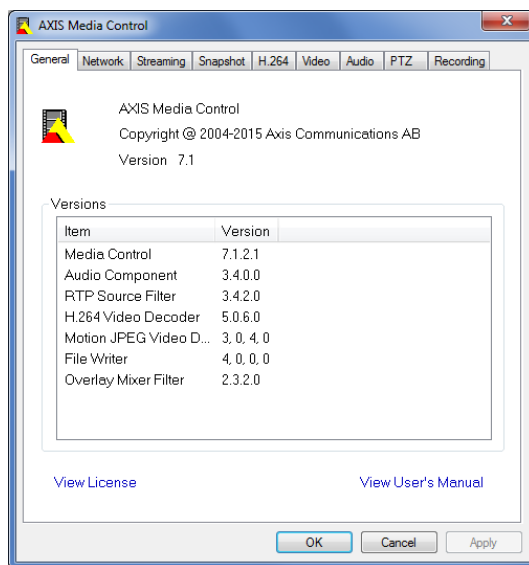 AXIS Media Control
General Network Streaming Snapshot H.264 Video Audio PTZ Recording
AXIS Media Control
Copyright @ 2004-2015 Axis Communications AB
Version 7.1
Versions
Item Version
Media Control 7.1.2.1
Audio Component 3.4.0.0
RTP Source Filter 3.4.2.0
H.264 Video Decoder 5.0.6.0
Motion JPEG Video D... 3, 0, 4, 0
File Writer 4, 0, 0, 0
Overlay Mixer Filter 2.3.2.0
View License View User's Manual
OK Cancel Apply